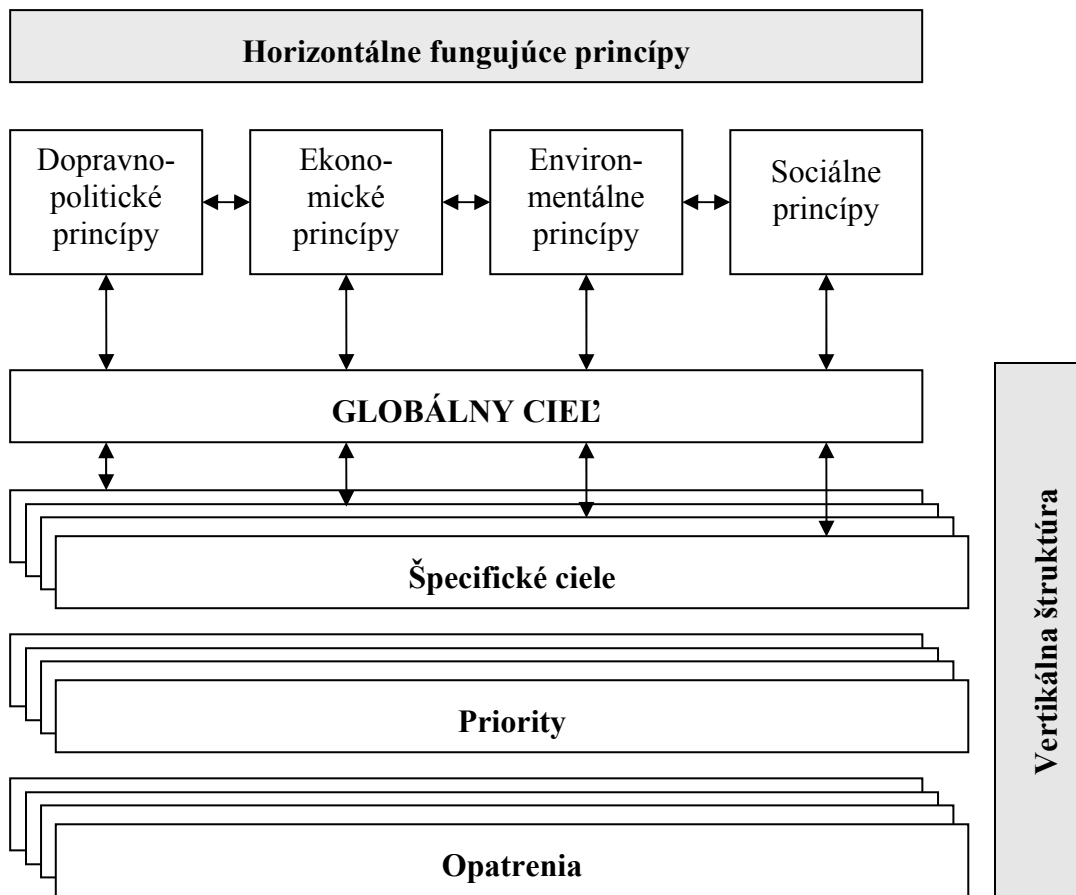 Horizontálne fungujúce princípy
Dopravno-
politické
princípy
Ekono-
mické
princípy
Environ-
mentálne
princípy
Sociálne
princípy
GLOBÁLNY CIEĽ
Špecifické ciele
Priority
Opatrenia
Vertikálna štruktúra